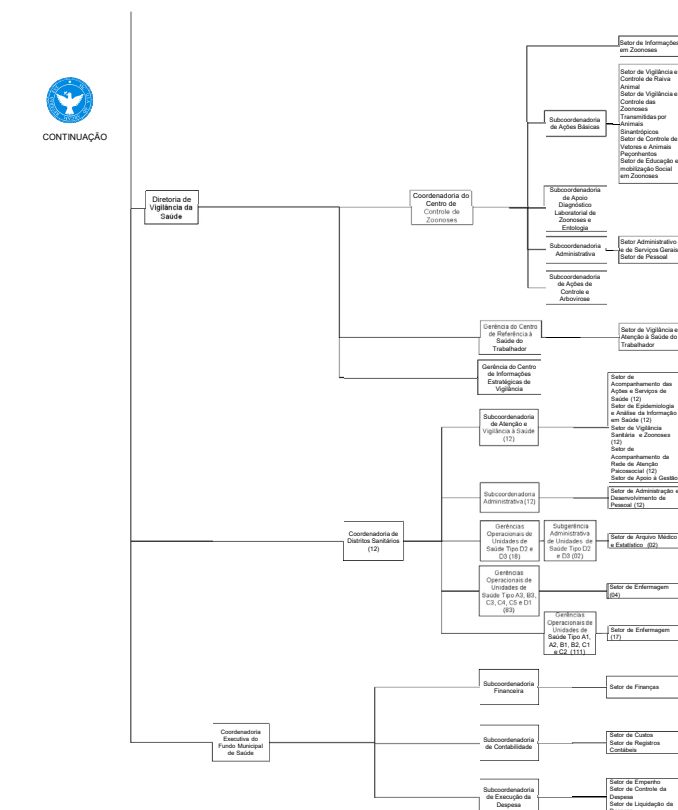 CONTINUAÇÃO
Diretoria de
Vigilância da
Saúde
Coordenadoria do
Centro de
Controle de
Zoonoses
Setor de Informações
em Zoonoses
Subcoordenadoria
de Ações Básicas
Setor de Vigilância e
Controle de Raiva
Animal
Setor de Vigilância e
Controle das
Zoonoses
Transmitidas por
Animais
Sinantrópicos
Setor de Controle de
Vetores e Animais
Peçonhentos
Setor de Educação e
mobilização Social
em Zoonoses
Subcoordenadoria
de Apoio
Diagnóstico
Laboratorial de
Zoonoses e
Entologia
Subcoordenadoria
Administrativa
Setor Administrativo
e de Serviços Gerais
Setor de Pessoal
Subcoordenadoria
de Ações de
Controle e
Arbovirose
Gerência do Centro
de Referência à
Saúde do
Trabalhador
Setor de Vigilância e
Atenção à Saúde do
Trabalhador
Gerência do Centro
de Informações
Estratégicas de
Vigilância
Coordenadoria de
Distritos Sanitários
(12)
Subcoordenadoria
de Atenção e
Vigilância à Saúde
(12)
Setor de
Acompanhamento das
Ações e Serviços de
Saúde (12)
Setor de Epidemiologia
e Análise da Informação
em Saúde (12)
Setor de Vigilância
Sanitária e Zoonoses
(12)
Setor de
Acompanhamento da
Rede de Atenção
Psicossocial (12)
Setor de Apoio à Gestão
Subcoordenadoria
Administrativa (12)
Setor de Administração e
Desenvolvimento de
Pessoal (12)
Gerências
Operacionais de
Unidades de
Saúde Tipo D2 e
D3 (18)
Subgerência
Administrativa
de Unidades de
Saúde Tipo D2
e D3 (02)
Setor de Arquivo Médico
e Estatístico (02)
Gerências
Operacionais de
Unidades de
Saúde Tipo A3, B3,
C3, C4, C5 e D1
(83)
Setor de Enfermagem
(04)
Gerências
Operacionais de
Unidades de
Saúde Tipo A1,
A2, B1, B2, C1
e C2 (111)
Setor de Enfermagem
(17)
Coordenadoria
Executiva do
Fundo Municipal
de Saúde
Subcoordenadoria
Financeira
Setor de Finanças
Subcoordenadoria
de Contabilidade
Setor de Custos
Setor de Registros
Contábeis
Subcoordenadoria
de Execução da
Despesa
Setor de Empenho
Setor de Controle da
Despesa
Setor de Liquidação da